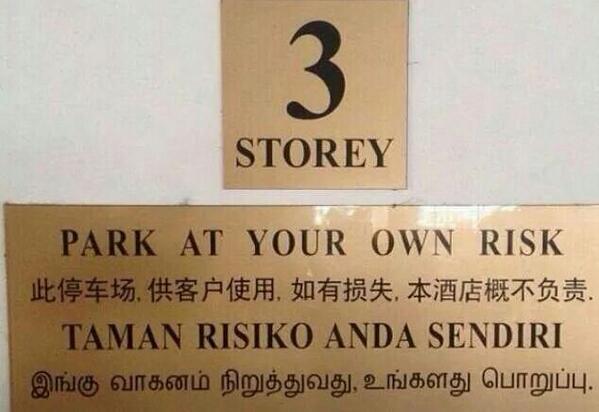 3
STOREY
PARK AT YOUR OWN RISK
此停车场, 供客户使用, 如有损失, 本酒店概不负责.
TAMAN RISIKO ANDA SENDIRI
இங்கு வாகனம் நிறுத்துவது, உங்களது பொறுப்பு.